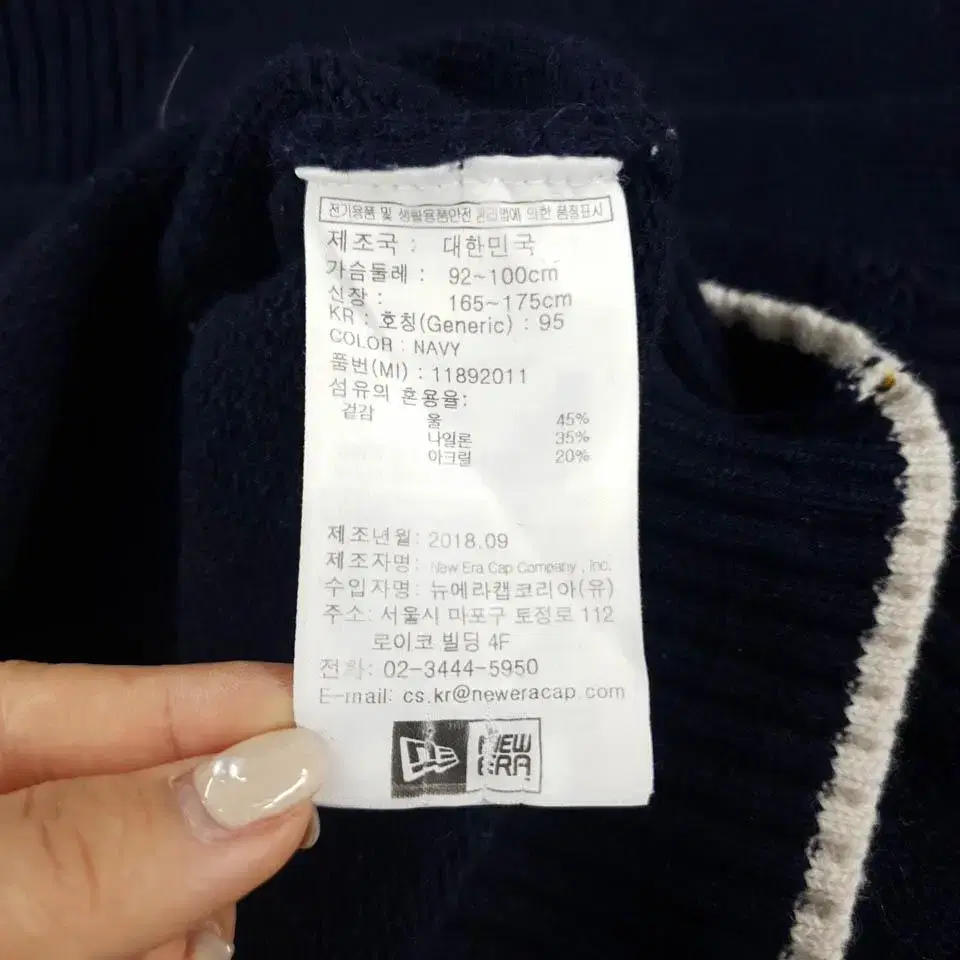 전기용품 및 생활용품안전 관리법에 의한 품질표시
제조국 : 대한민국
가슴둘레 : 92~100cm
신장 : 165~175cm
KR : 호칭(Generic) : 95
COLOR : NAVY
품번(MI) : 11892011
섬유의 혼용율:
겉감 울 45%
나일론 35%
아크릴 20%
제조년월: 2018.09
제조자명: New Era Cap Company , Inc.
수입자명: 뉴에라캡코리아(유)
주소: 서울시 마포구 토정로 112
로이코 빌딩 4F
전화: 02-3444-5950
E-mail: cs.kr@neweracap.com
NEW
ERA